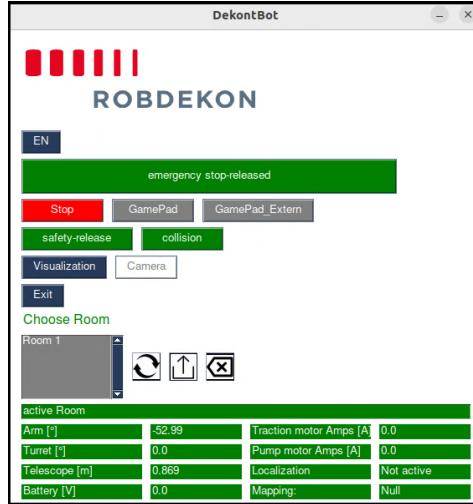 DekontBot
ROBDEKON
EN
emergency stop-released
Stop GamePad GamePad_Extern
safety-release collision
Visualization Camera
Exit
Choose Room
Room 1
active Room
Arm [°] -52.99 Traction motor Amps [A] 0.0
Turret [°] 0.0 Pump motor Amps [A] 0.0
Telescope [m] 0.869 Localization Not active
Battery [V] 0.0 Mapping: Null